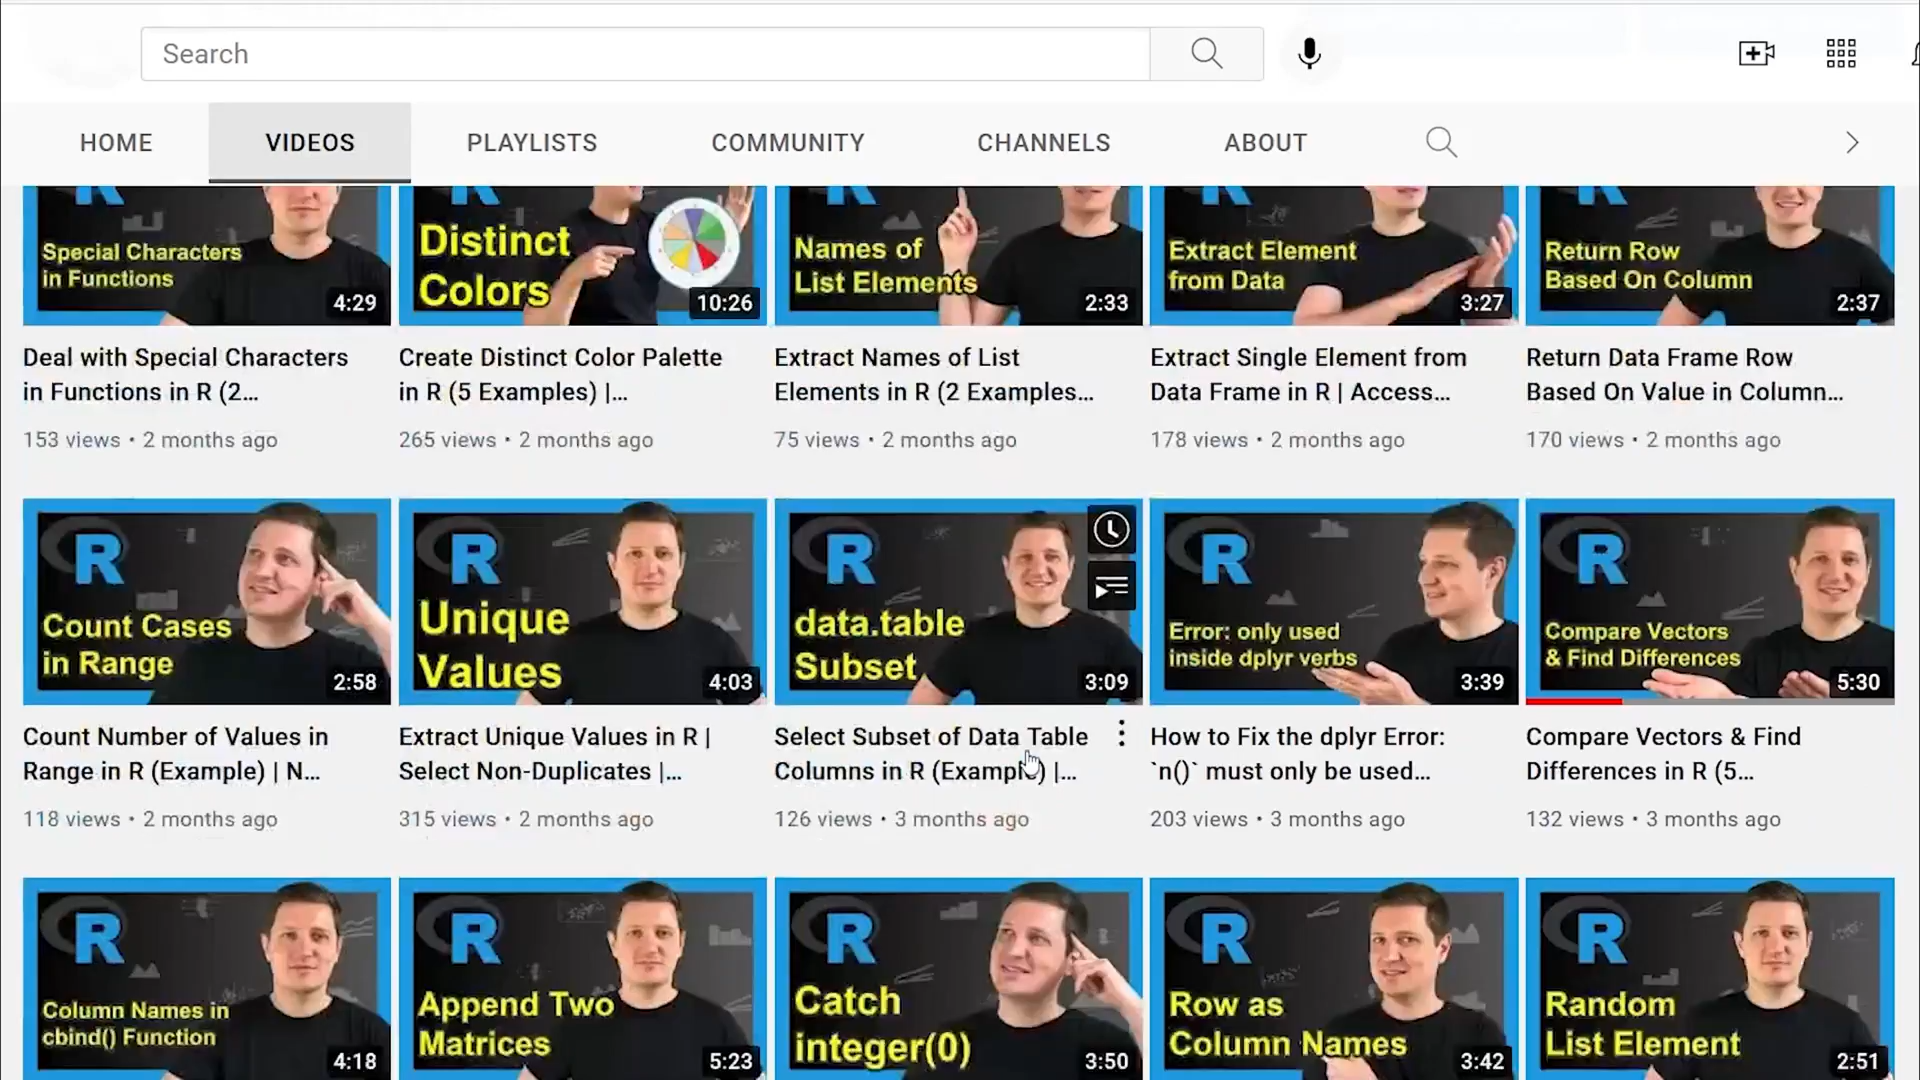 Search
HOME
VIDEOS
PLAYLISTS
COMMUNITY
CHANNELS
ABOUT
Special Characters
in Functions
4:29
Distinct
Colors
10:26
Names of
List Elements
2:33
Extract Element
from Data
3:27
Return Row
Based On Column
2:37
Deal with Special Characters
in Functions in R (2...
153 views • 2 months ago
Create Distinct Color Palette
in R (5 Examples) |...
265 views • 2 months ago
Extract Names of List
Elements in R (2 Examples...
75 views • 2 months ago
Extract Single Element from
Data Frame in R | Access...
178 views • 2 months ago
Return Data Frame Row
Based On Value in Column...
170 views • 2 months ago
R
Count Cases
in Range
2:58
R
Unique
Values
4:03
R
data.table
Subset
3:09
R
Error: only used
inside dplyr verbs
3:39
R
Compare Vectors
& Find Differences
5:30
Count Number of Values in
Range in R (Example) | N...
118 views • 2 months ago
Extract Unique Values in R |
Select Non-Duplicates |...
315 views • 2 months ago
Select Subset of Data Table
Columns in R (Example) |...
126 views • 3 months ago
How to Fix the dplyr Error:
`n()` must only be used...
203 views • 3 months ago
Compare Vectors & Find
Differences in R (5...
132 views • 3 months ago
R
Column Names in
cbind() Function
4:18
R
Append Two
Matrices
5:23
R
Catch
integer(0)
3:50
R
Row as
Column Names
3:42
R
Random
List Element
2:51